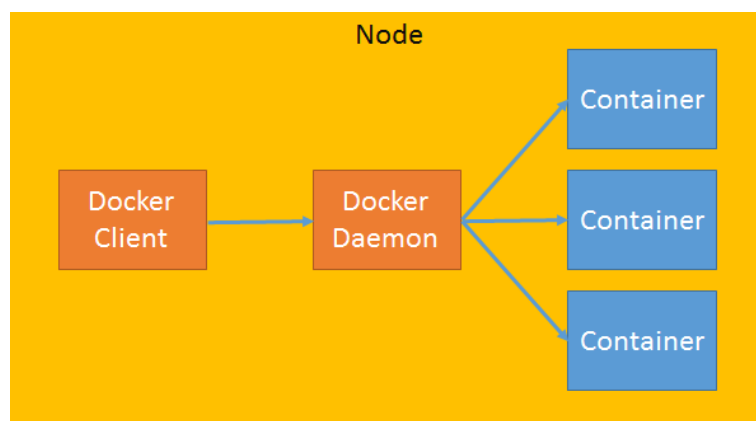 Node
Docker
Client
Docker
Daemon
Container
Container
Container